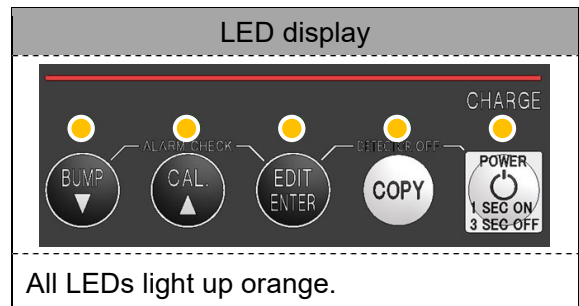 LED display
CHARGE
ALARM CHECK
DETECTOR OFF
BUMP
CAL.
EDIT
ENTER
COPY
POWER
1 SEC ON
3 SEC OFF
All LEDs light up orange.